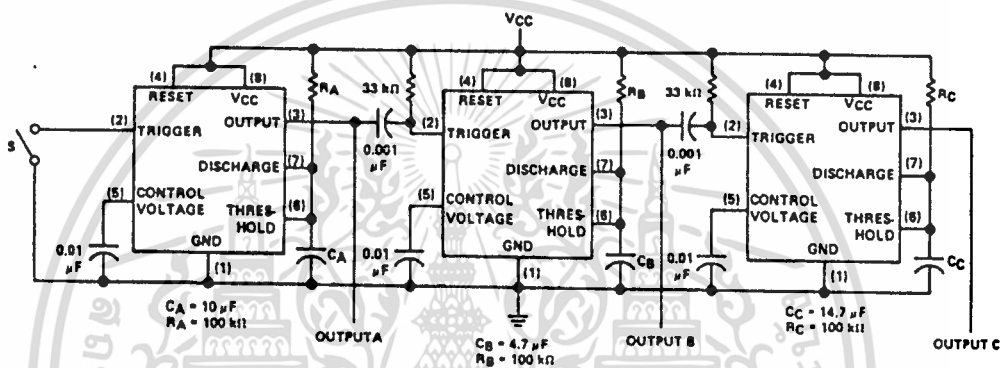 VCC
(4)
(8)
RESET
VCC
(2)
TRIGGER
OUTPUT
(3)
DISCHARGE
(7)
(5)
CONTROL
VOLTAGE
THRES-
HOLD
(6)
GND
(1)
S
0.01
μF
RA
CA
CA = 10 μF
RA = 100 kΩ
OUTPUT A
33 kΩ
0.001
μF
(4)
(8)
RESET
VCC
(2)
TRIGGER
OUTPUT
(3)
DISCHARGE
(7)
(5)
CONTROL
VOLTAGE
THRES-
HOLD
(6)
GND
(1)
0.01
μF
RB
CB
CB = 4.7 μF
RB = 100 kΩ
OUTPUT B
33 kΩ
0.001
μF
(4)
(8)
RESET
VCC
(2)
TRIGGER
OUTPUT
(3)
DISCHARGE
(7)
(5)
CONTROL
VOLTAGE
THRES-
HOLD
(6)
GND
(1)
0.01
μF
RC
CC
CC = 14.7 μF
RC = 100 kΩ
OUTPUT C